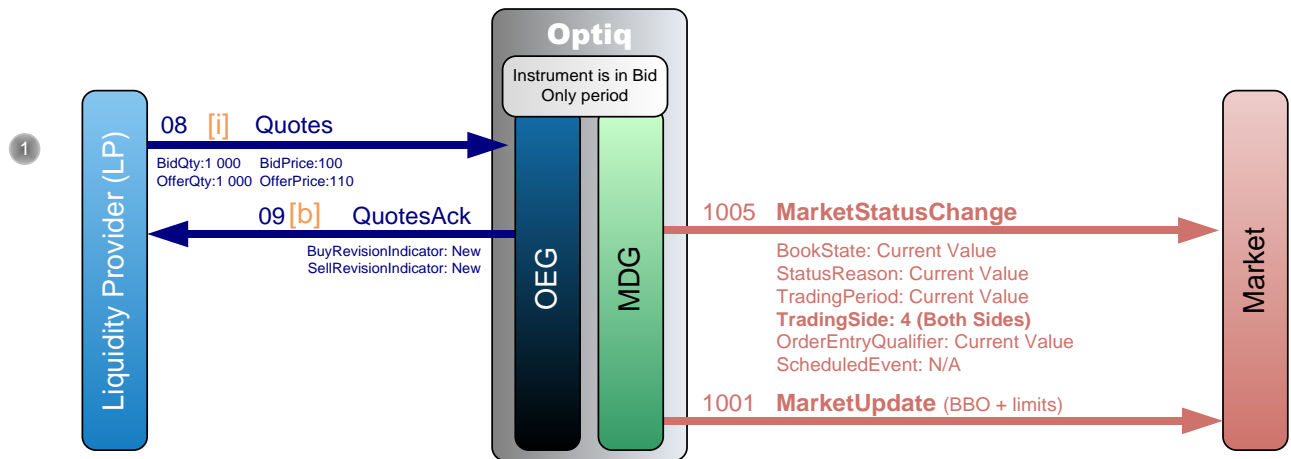 Optiq
Instrument is in Bid
Only period
1
Liquidity Provider (LP)
08 [i] Quotes
BidQty:1 000 BidPrice:100
OfferQty:1 000 OfferPrice:110
09 [b] QuotesAck
BuyRevisionIndicator: New
SellRevisionIndicator: New
OEG
MDG
1005 MarketStatusChange
BookState: Current Value
StatusReason: Current Value
TradingPeriod: Current Value
TradingSide: 4 (Both Sides)
OrderEntryQualifier: Current Value
ScheduledEvent: N/A
1001 MarketUpdate (BBO + limits)
Market